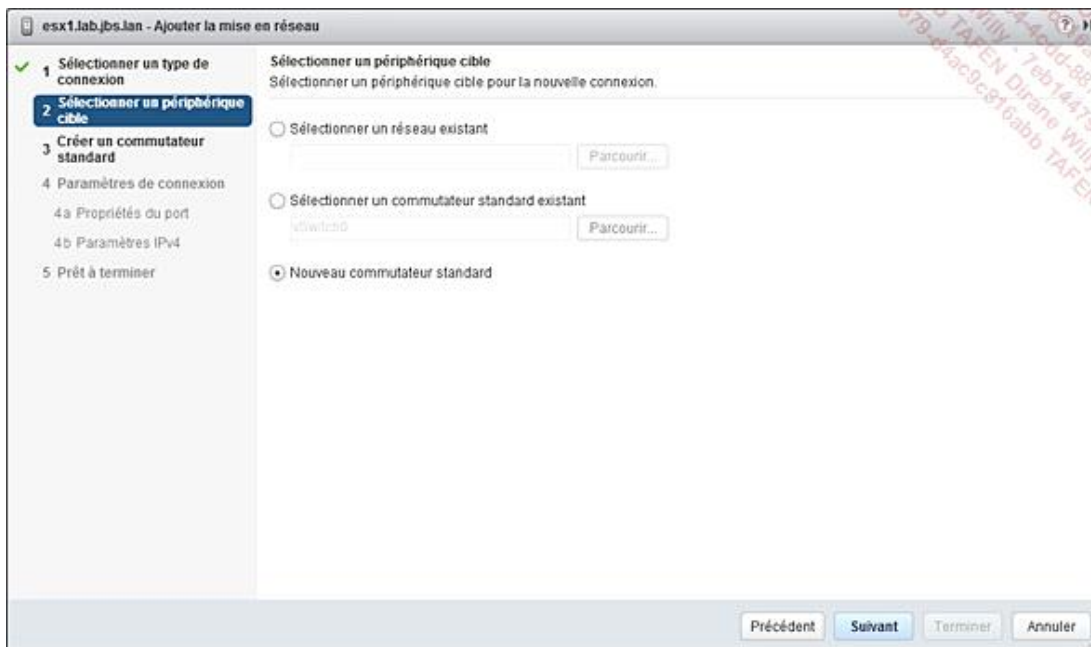 esx1.lab.jbs.lan - Ajouter la mise en réseau
1 Sélectionner un type de
connexion
2 Sélectionner un périphérique
cible
3 Créer un commutateur
standard
4 Paramètres de connexion
4a Propriétés du port
4b Paramètres IPv4
5 Prêt à terminer
Sélectionner un périphérique cible
Sélectionner un périphérique cible pour la nouvelle connexion.
Sélectionner un réseau existant
Parcourir...
Sélectionner un commutateur standard existant
vSwitch0
Parcourir...
Nouveau commutateur standard
Précédent
Suivant
Terminer
Annuler
TAFEN Dirane